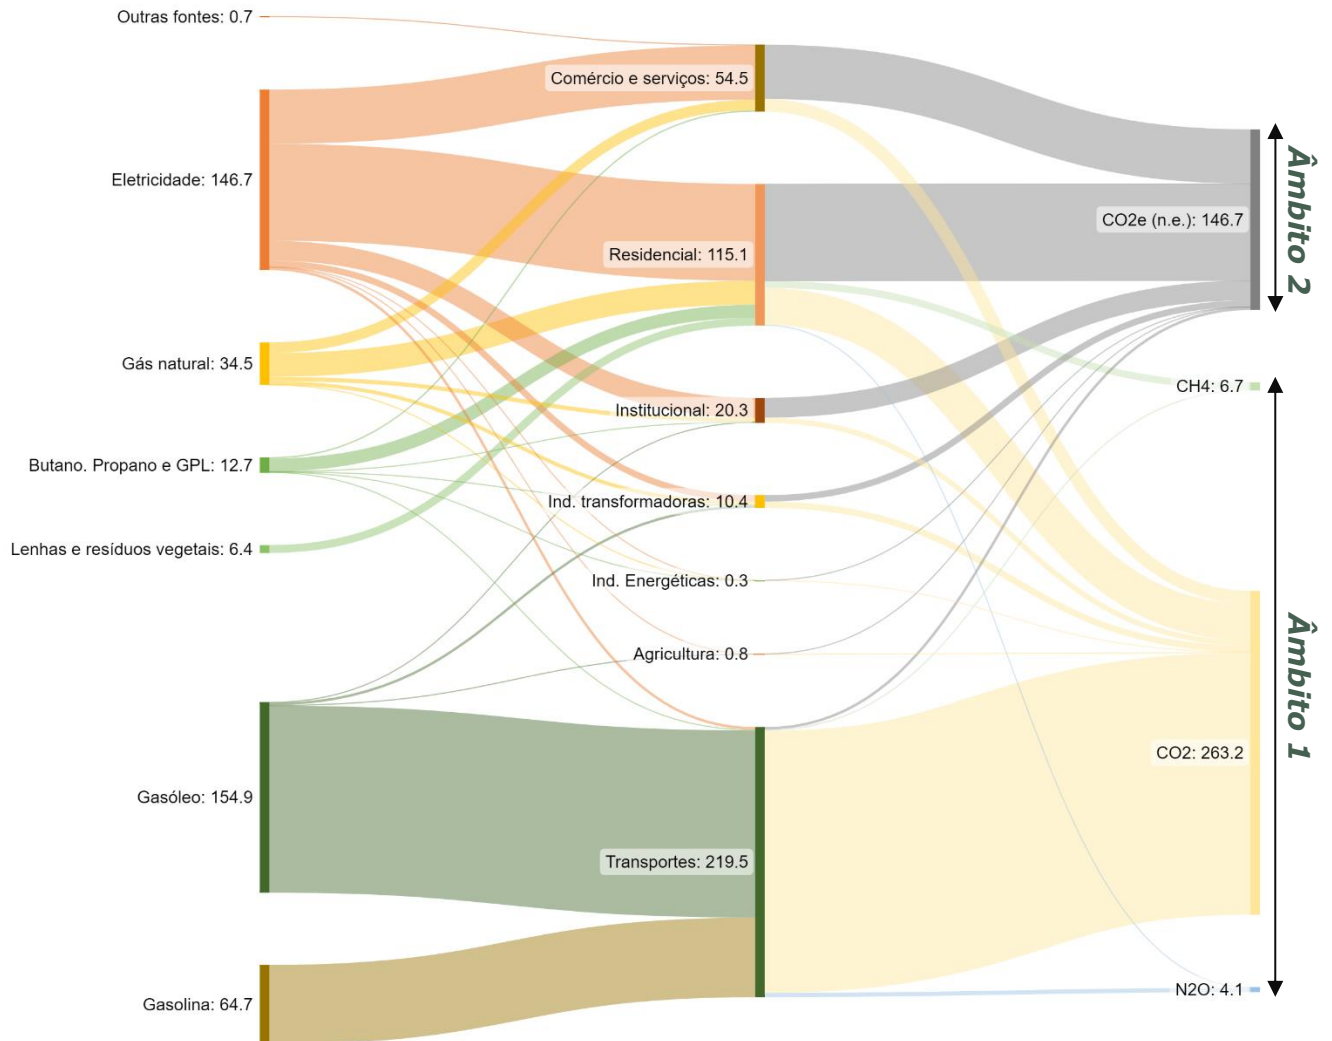 Outras fontes: 0.7
Eletricidade: 146.7
Gás natural: 34.5
Butano. Propano e GPL: 12.7
Lenhas e resíduos vegetais: 6.4
Gasóleo: 154.9
Gasolina: 64.7
Comércio e serviços: 54.5
Residencial: 115.1
Institucional: 20.3
Ind. transformadoras: 10.4
Ind. Energéticas: 0.3
Agricultura: 0.8
Transportes: 219.5
CO2e (n.e.): 146.7
CH4: 6.7
CO2: 263.2
N2O: 4.1
Âmbito 2
Âmbito 1